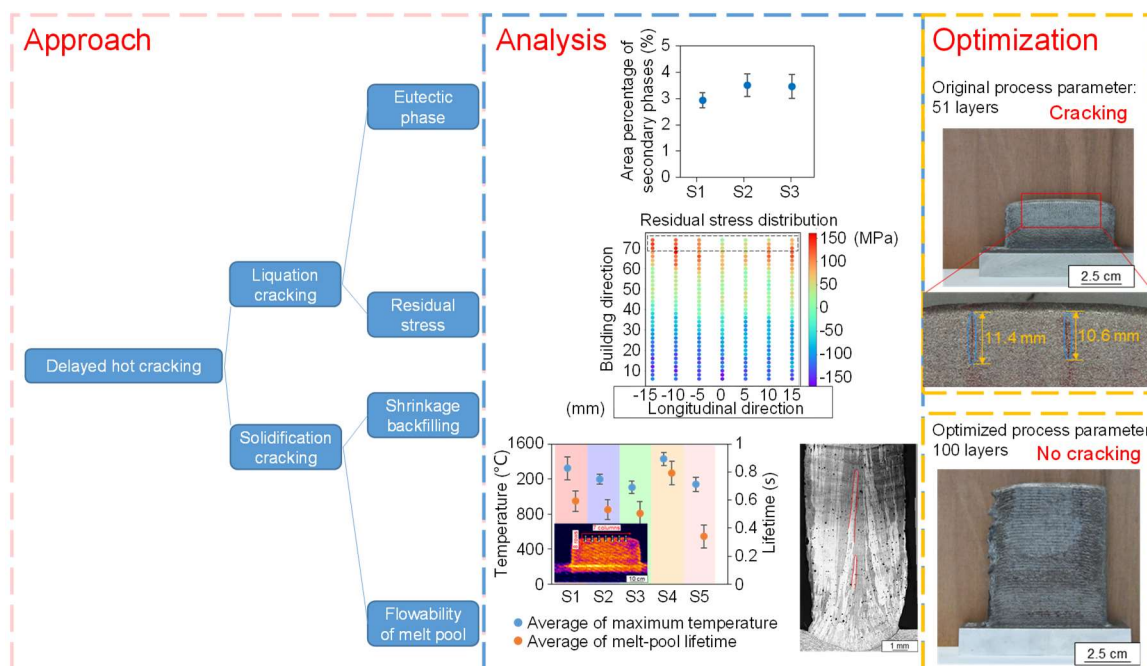 Approach
Delayed hot cracking
Liquation
cracking
Solidification
cracking
Eutectic
phase
Residual
stress
Shrinkage
backfilling
Flowability
of melt pool
Analysis
Area percentage of
secondary phases (%)
5
4
3
2
1
0
S1 S2 S3
Residual stress distribution
Building direction
70
60
50
40
30
20
10
-15 -10 -5 0 5 10 15
(mm)
Longitudinal direction
150 (MPa)
100
50
0
-50
-100
-150
Temperature (°C)
1600
200
800
400
0
Lifetime (s)
1
0.8
0.6
0.4
0.2
0
7 columns
10 cm
S1 S2 S3 S4 S5
Average of maximum temperature
Average of melt-pool lifetime
1 mm
Optimization
Original process parameter:
51 layers
Cracking
2.5 cm
11.4 mm
10.6 mm
Optimized process parameter
100 layers
No cracking
2.5 cm